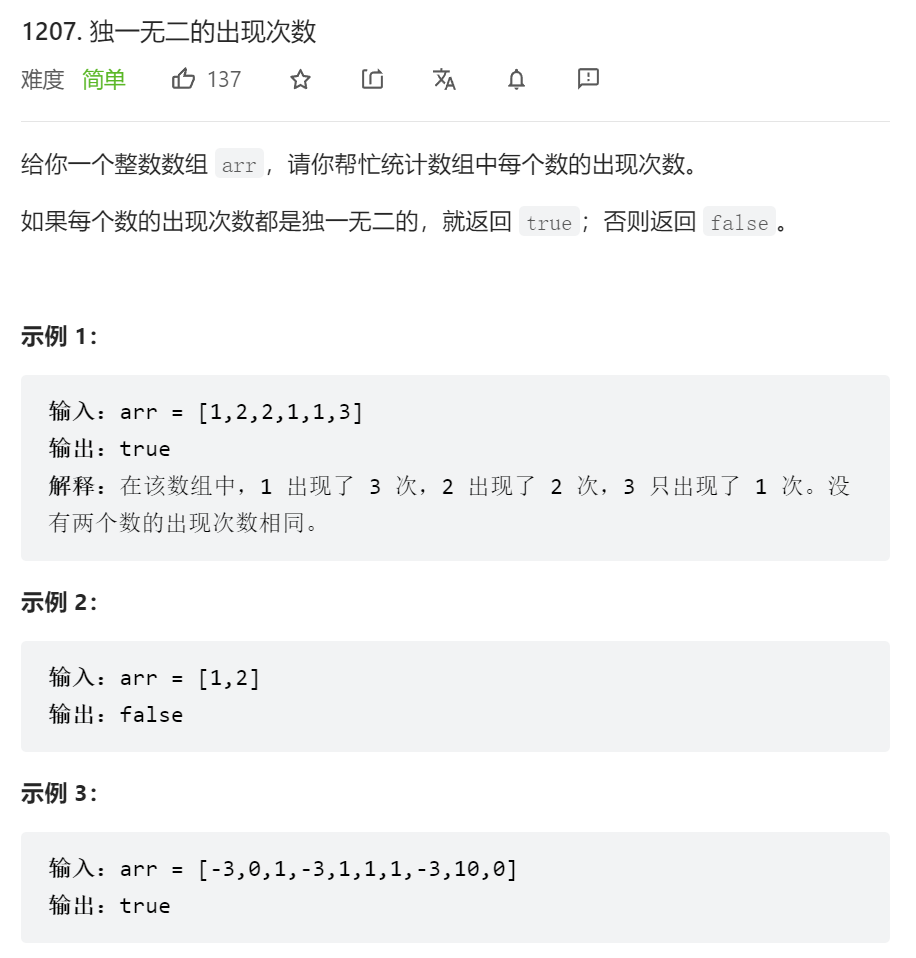 1207. 独一无二的出现次数
难度 简单 137
给你一个整数数组 arr，请你帮忙统计数组中每个数的出现次数。
如果每个数的出现次数都是独一无二的，就返回 true；否则返回 false。
示例 1：
输入：arr = [1,2,2,1,1,3]
输出：true
解释：在该数组中，1 出现了 3 次，2 出现了 2 次，3 只出现了 1 次。没
有两个数的出现次数相同。
示例 2：
输入：arr = [1,2]
输出：false
示例 3：
输入：arr = [-3,0,1,-3,1,1,1,-3,10,0]
输出：true